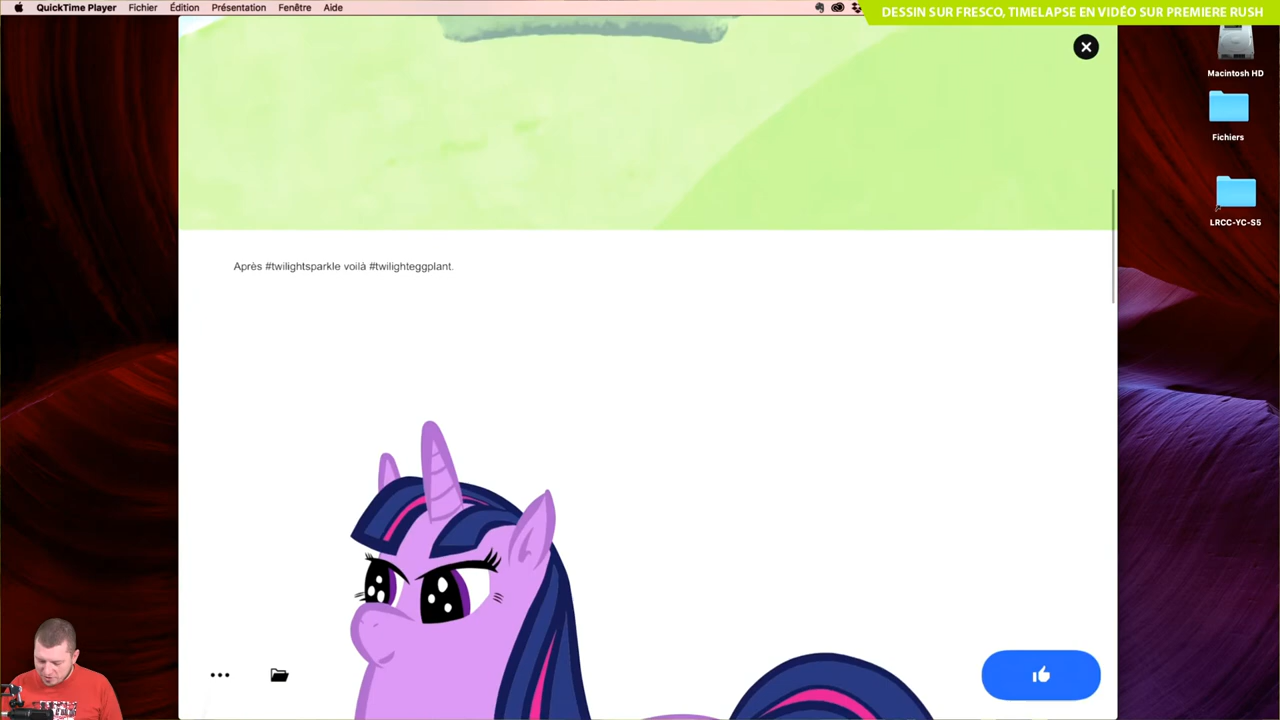 QuickTime Player Fichier Édition Présentation Fenêtre Aide
DESSIN SUR FRESCO, TIMELAPSE EN VIDÉO SUR PREMIERE RUSH
Macintosh HD
Fichiers
LRCC-YC-S5
Après #twilightsparkle voilà #twilighteggplant.